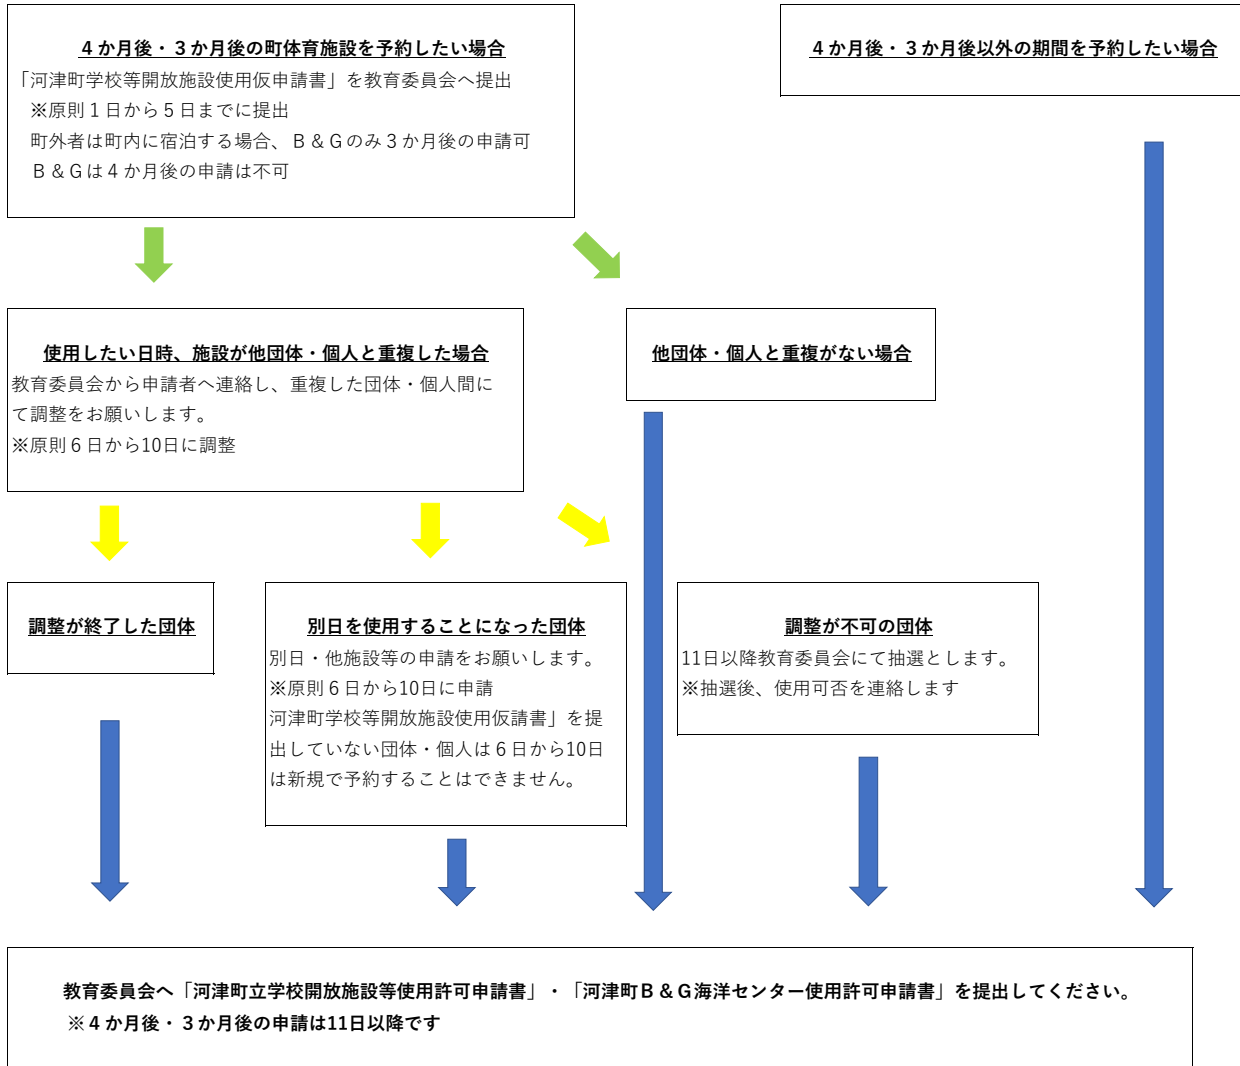 ４か月後・３か月後の町体育施設を予約したい場合
「河津町学校等開放施設使用仮申請書」を教育委員会へ提出
※原則１日から５日までに提出
町外者は町内に宿泊する場合、Ｂ＆Ｇのみ３か月後の申請可
Ｂ＆Ｇは４か月後の申請は不可
４か月後・３か月後以外の期間を予約したい場合
使用したい日時、施設が他団体・個人と重複した場合
教育委員会から申請者へ連絡し、重複した団体・個人間に
て調整をお願いします。
※原則６日から10日に調整
他団体・個人と重複がない場合
調整が終了した団体
別日を使用することになった団体
別日・他施設等の申請をお願いします。
※原則６日から10日に申請
河津町学校等開放施設使用仮請書」を提
出していない団体・個人は６日から10日
は新規で予約することはできません。
調整が不可の団体
11日以降教育委員会にて抽選とします。
※抽選後、使用可否を連絡します
教育委員会へ「河津町立学校開放施設等使用許可申請書」・「河津町Ｂ＆Ｇ海洋センター使用許可申請書」を提出してください。
※４か月後・３か月後の申請は11日以降です